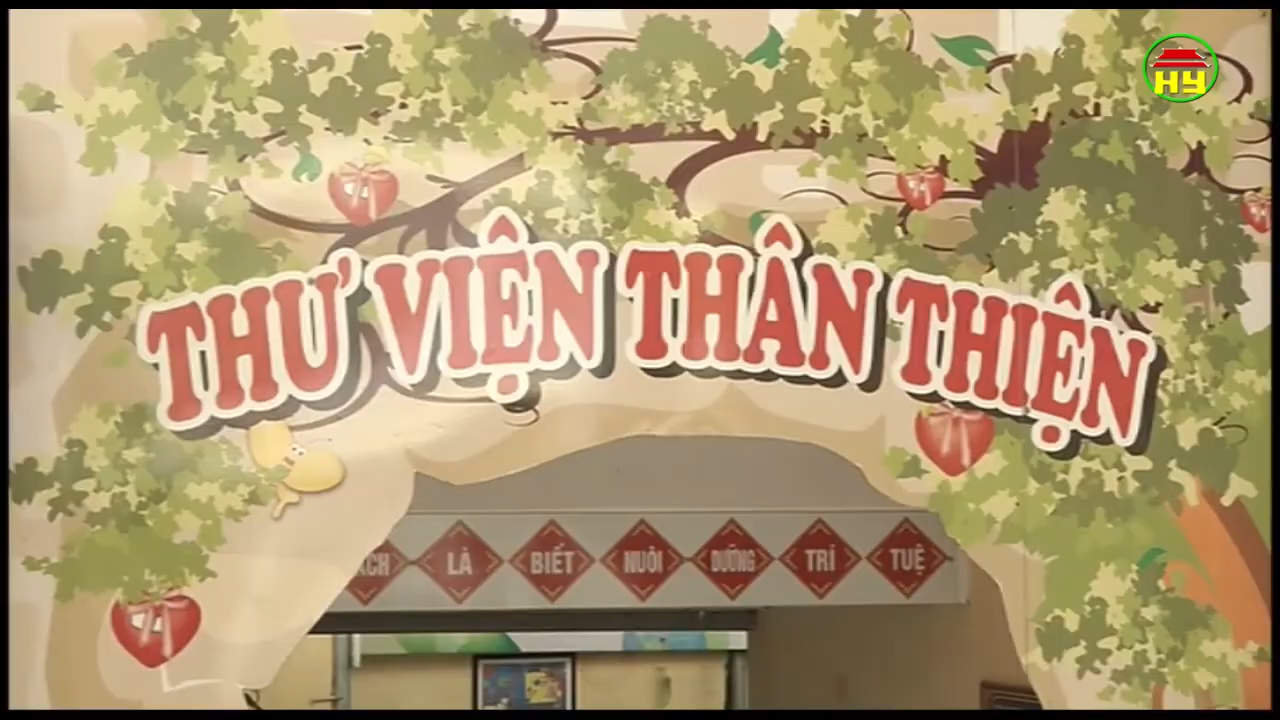 HY
THƯ VIỆN THÂN THIỆN
LÀ BIẾT NUÔI DƯỠNG TRÍ TUỆ